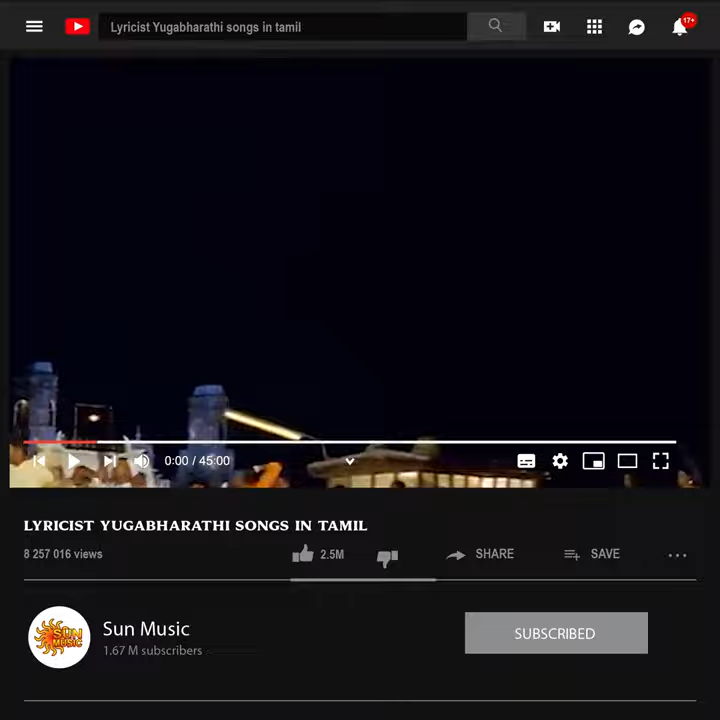 Lyricist Yugabharathi songs in tamil
17+
0:00 / 45:00
LYRICIST YUGABHARATHI SONGS IN TAMIL
8 257 016 views
2.5M
SHARE
SAVE
SUN MUSIC
Sun Music
1.67 M subscribers
SUBSCRIBED